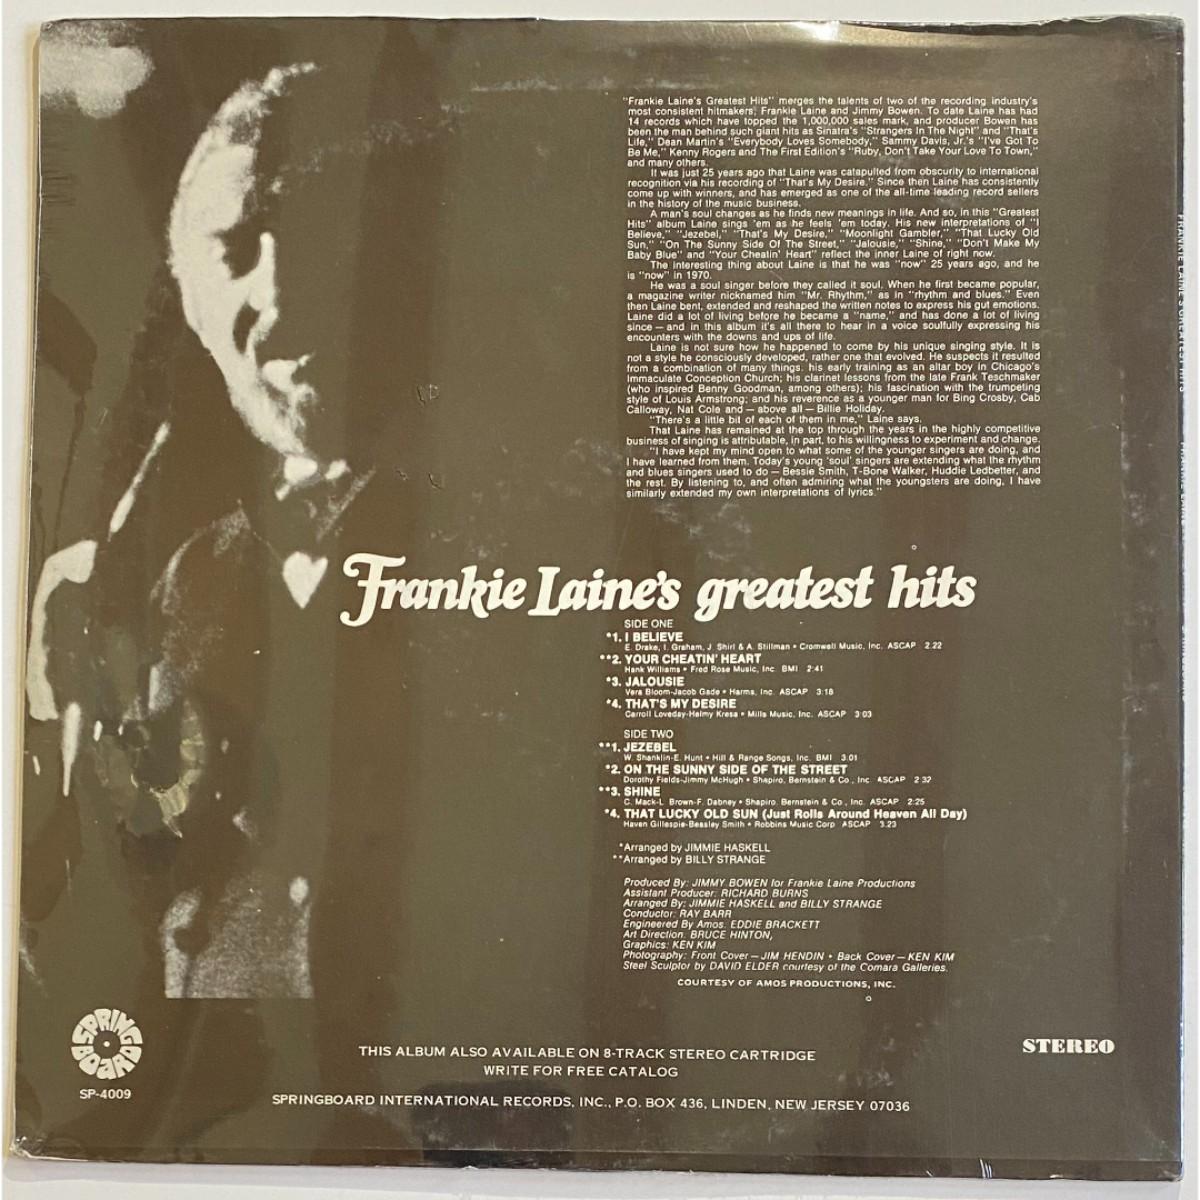 "Frankie Laine's Greatest Hits" merges the talents of two of the recording industry's
most consistent hitmakers; Frankie Laine and Jimmy Bowen. To date Laine has had
14 records which have topped the 1,000,000 sales mark, and producer Bowen has
been the man behind such giant hits as Sinatra's "Strangers In The Night" and "That's
Life," Dean Martin's "Everybody Loves Somebody," Sammy Davis, Jr.'s "I've Got To
Be Me," Kenny Rogers and The First Edition's "Ruby, Don't Take Your Love To Town,"
and many others.
It was just 25 years ago that Laine was catapulted from obscurity to international
recognition via his recording of "That's My Desire." Since then Laine has consistently
come up with winners, and has emerged as one of the all-time leading record sellers
in the history of the music business.
A man's soul changes as he finds new meanings in life. And so, in this "Greatest
Hits" album Laine sings 'em as he feels 'em today. His new interpretations of "I
Believe," "Jezebel," "That's My Desire," "Moonlight Gambler," "That Lucky Old
Sun," "On The Sunny Side Of The Street," "Jalousie," "Shine," "Don't Make My
Baby Blue" and "Your Cheatin' Heart" reflect the inner Laine of right now.
The interesting thing about Laine is that he was "now" 25 years ago, and he
is "now" in 1970.
He was a soul singer before they called it soul. When he first became popular,
a magazine writer nicknamed him "Mr. Rhythm," as in "rhythm and blues." Even
then Laine bent, extended and reshaped the written notes to express his gut emotions.
Laine did a lot of living before he became a "name," and has done a lot of living
since — and in this album it's all there to hear in a voice soulfully expressing his
encounters with the downs and ups of life.
Laine is not sure how he happened to come by his unique singing style. It is
not a style he consciously developed, rather one that evolved. He suspects it resulted
from a combination of many things. his early training as an altar boy in Chicago's
Immaculate Conception Church; his clarinet lessons from the late Frank Teschmaker
(who inspired Benny Goodman, among others); his fascination with the trumpeting
style of Louis Armstrong; and his reverence as a younger man for Bing Crosby, Cab
Calloway, Nat Cole and — above all — Billie Holiday.
"There's a little bit of each of them in me," Laine says.
That Laine has remained at the top through the years in the highly competitive
business of singing is attributable, in part, to his willingness to experiment and change.
"I have kept my mind open to what some of the younger singers are doing, and
I have learned from them. Today's young 'soul' singers are extending what the rhythm
and blues singers used to do — Bessie Smith, T-Bone Walker, Huddie Ledbetter, and
the rest. By listening to, and often admiring what the youngsters are doing, I have
similarly extended my own interpretations of lyrics."
Frankie Laine's greatest hits
SIDE ONE
*1. I BELIEVE
E. Drake, I. Graham, J. Shirl & A. Stillman • Cromwell Music, Inc. ASCAP 2:22
**2. YOUR CHEATIN' HEART
Hank Williams • Fred Rose Music, Inc. BMI 2:41
*3. JALOUSIE
Vera Bloom-Jacob Gade • Harms, Inc. ASCAP 3:18
*4. THAT'S MY DESIRE
Carroll Loveday-Helmy Kresa • Mills Music, Inc. ASCAP 3:03
SIDE TWO
**1. JEZEBEL
W. Shanklin-E. Hunt • Hill & Range Songs, Inc. BMI 3:01
*2. ON THE SUNNY SIDE OF THE STREET
Dorothy Fields-Jimmy McHugh • Shapiro, Bernstein & Co., Inc. ASCAP 2:32
**3. SHINE
C. Mack-L. Brown-F. Dabney • Shapiro, Bernstein & Co., Inc. ASCAP 2:25
*4. THAT LUCKY OLD SUN (Just Rolls Around Heaven All Day)
Haven Gillespie-Beasley Smith • Robbins Music Corp ASCAP 3:23
*Arranged by JIMMIE HASKELL
**Arranged by BILLY STRANGE
Produced By: JIMMY BOWEN for Frankie Laine Productions
Assistant Producer: RICHARD BURNS
Arranged By: JIMMIE HASKELL and BILLY STRANGE
Conductor: RAY BARR
Engineered By Amos: EDDIE BRACKETT
Art Direction: BRUCE HINTON,
Graphics: KEN KIM
Photography: Front Cover — JIM HENDIN • Back Cover — KEN KIM
Steel Sculptor by DAVID ELDER courtesy of the Comara Galleries.
COURTESY OF AMOS PRODUCTIONS, INC.
SPRING BOARD
SP-4009
STEREO
THIS ALBUM ALSO AVAILABLE ON 8-TRACK STEREO CARTRIDGE
WRITE FOR FREE CATALOG
SPRINGBOARD INTERNATIONAL RECORDS, INC., P.O. BOX 436, LINDEN, NEW JERSEY 07036
FRANKIE LAINE'S GREATEST HITS